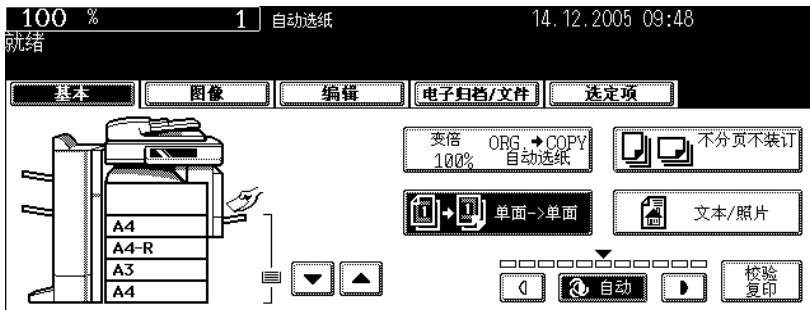 100 % 1 自动选纸 14.12.2005 09:48
就绪
基本 图像 编辑 电子归档/文件 选定项
变倍 ORG.➔COPY
100% 自动选纸
不分页不装订
1➔1 单面->单面
文本/照片
A4
A4-R
A3
A4
自动
校验
复印